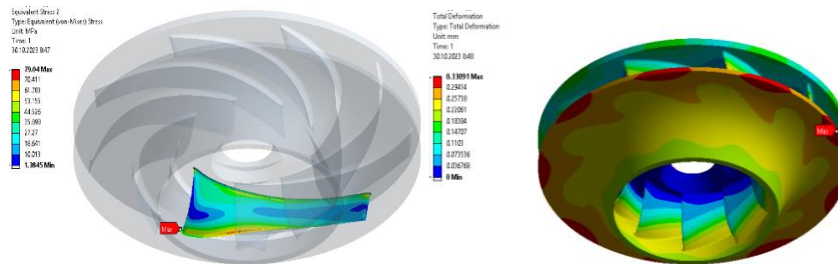 Equivalent Stress 2
Type: Equivalent (von-Mises) Stress
Unit: MPa
Time: 1
30.10.2023 8:47
79.04 Max
70.411
61.783
53.155
44.526
35.898
27.27
18.641
10.013
1.3845 Min
Max
Total Deformation
Type: Total Deformation
Unit: mm
Time: 1
30.10.2023 8:48
0.33091 Max
0.29414
0.25738
0.22061
0.18384
0.14707
0.1103
0.073536
0.036768
0 Min
Max